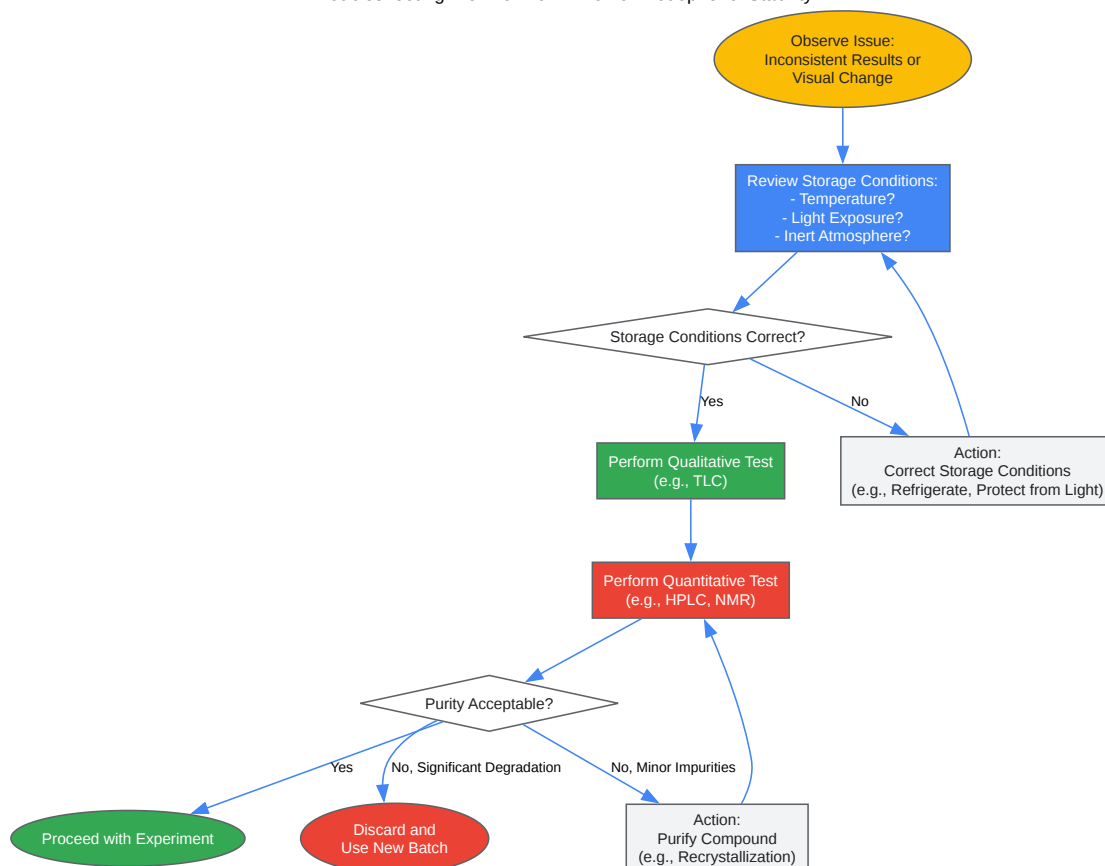 Observe Issue:
Inconsistent Results or
Visual Change
Review Storage Conditions:
- Temperature?
- Light Exposure?
- Inert Atmosphere?
Storage Conditions Correct?
Yes
No
Perform Qualitative Test
(e.g., TLC)
Action:
Correct Storage Conditions
(e.g., Refrigerate, Protect from Light)
Perform Quantitative Test
(e.g., HPLC, NMR)
Purity Acceptable?
Yes
No, Significant Degradation
No, Minor Impurities
Proceed with Experiment
Discard and
Use New Batch
Action:
Purify Compound
(e.g., Recrystallization)